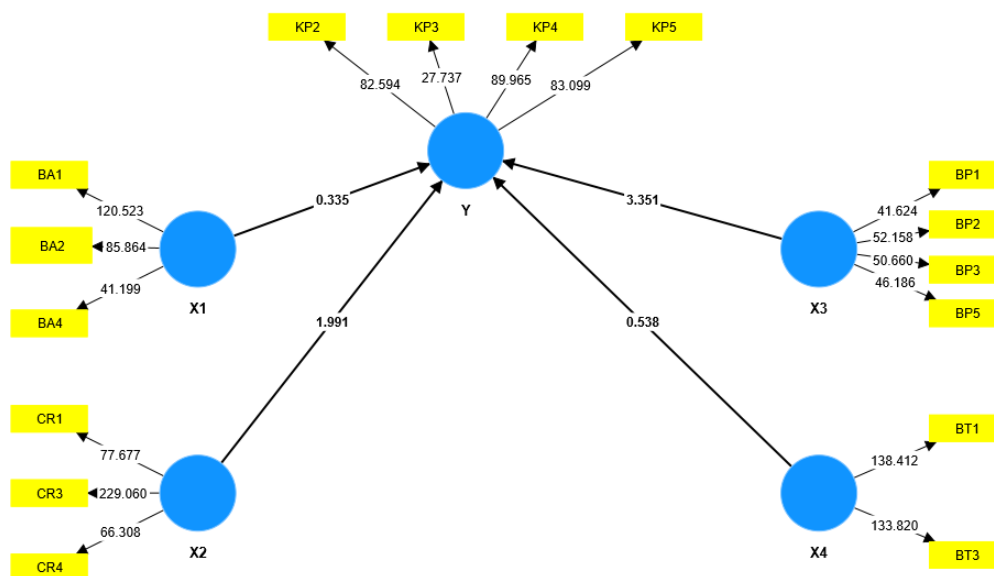 KP2
KP3
KP4
KP5
82.594
27.737
89.965
83.099
Y
BA1
BA2
BA4
120.523
85.864
41.199
X1
0.335
3.351
X3
41.624
52.158
50.660
46.186
BP1
BP2
BP3
BP5
1.991
0.538
CR1
CR3
CR4
77.677
229.060
66.308
X2
X4
138.412
133.820
BT1
BT3